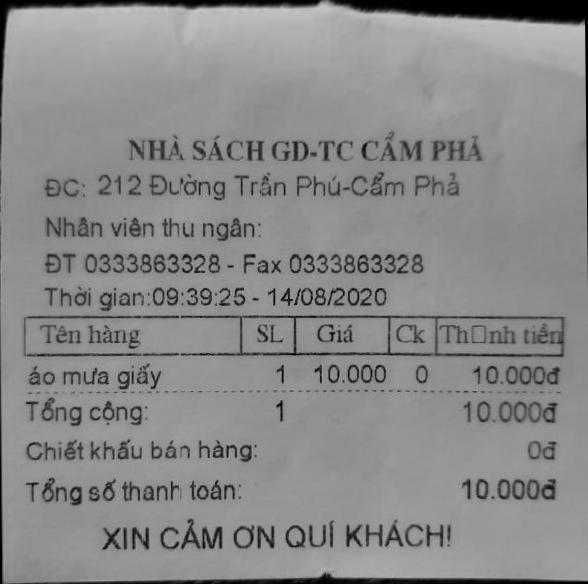 NHÀ SÁCH GD-TC CẨM PHẢ
ĐC: 212 Đường Trần Phú-Cẩm Phả
Nhân viên thu ngân:
ĐT 0333863328 - Fax 0333863328
Thời gian:09:39:25 - 14/08/2020
Tên hàng SL Giá Ck Th□nh tiền
áo mưa giấy 1 10.000 0 10.000đ
Tổng cộng: 1 10.000đ
Chiết khấu bán hàng: 0đ
Tổng số thanh toán: 10.000đ
XIN CẢM ƠN QUÍ KHÁCH!